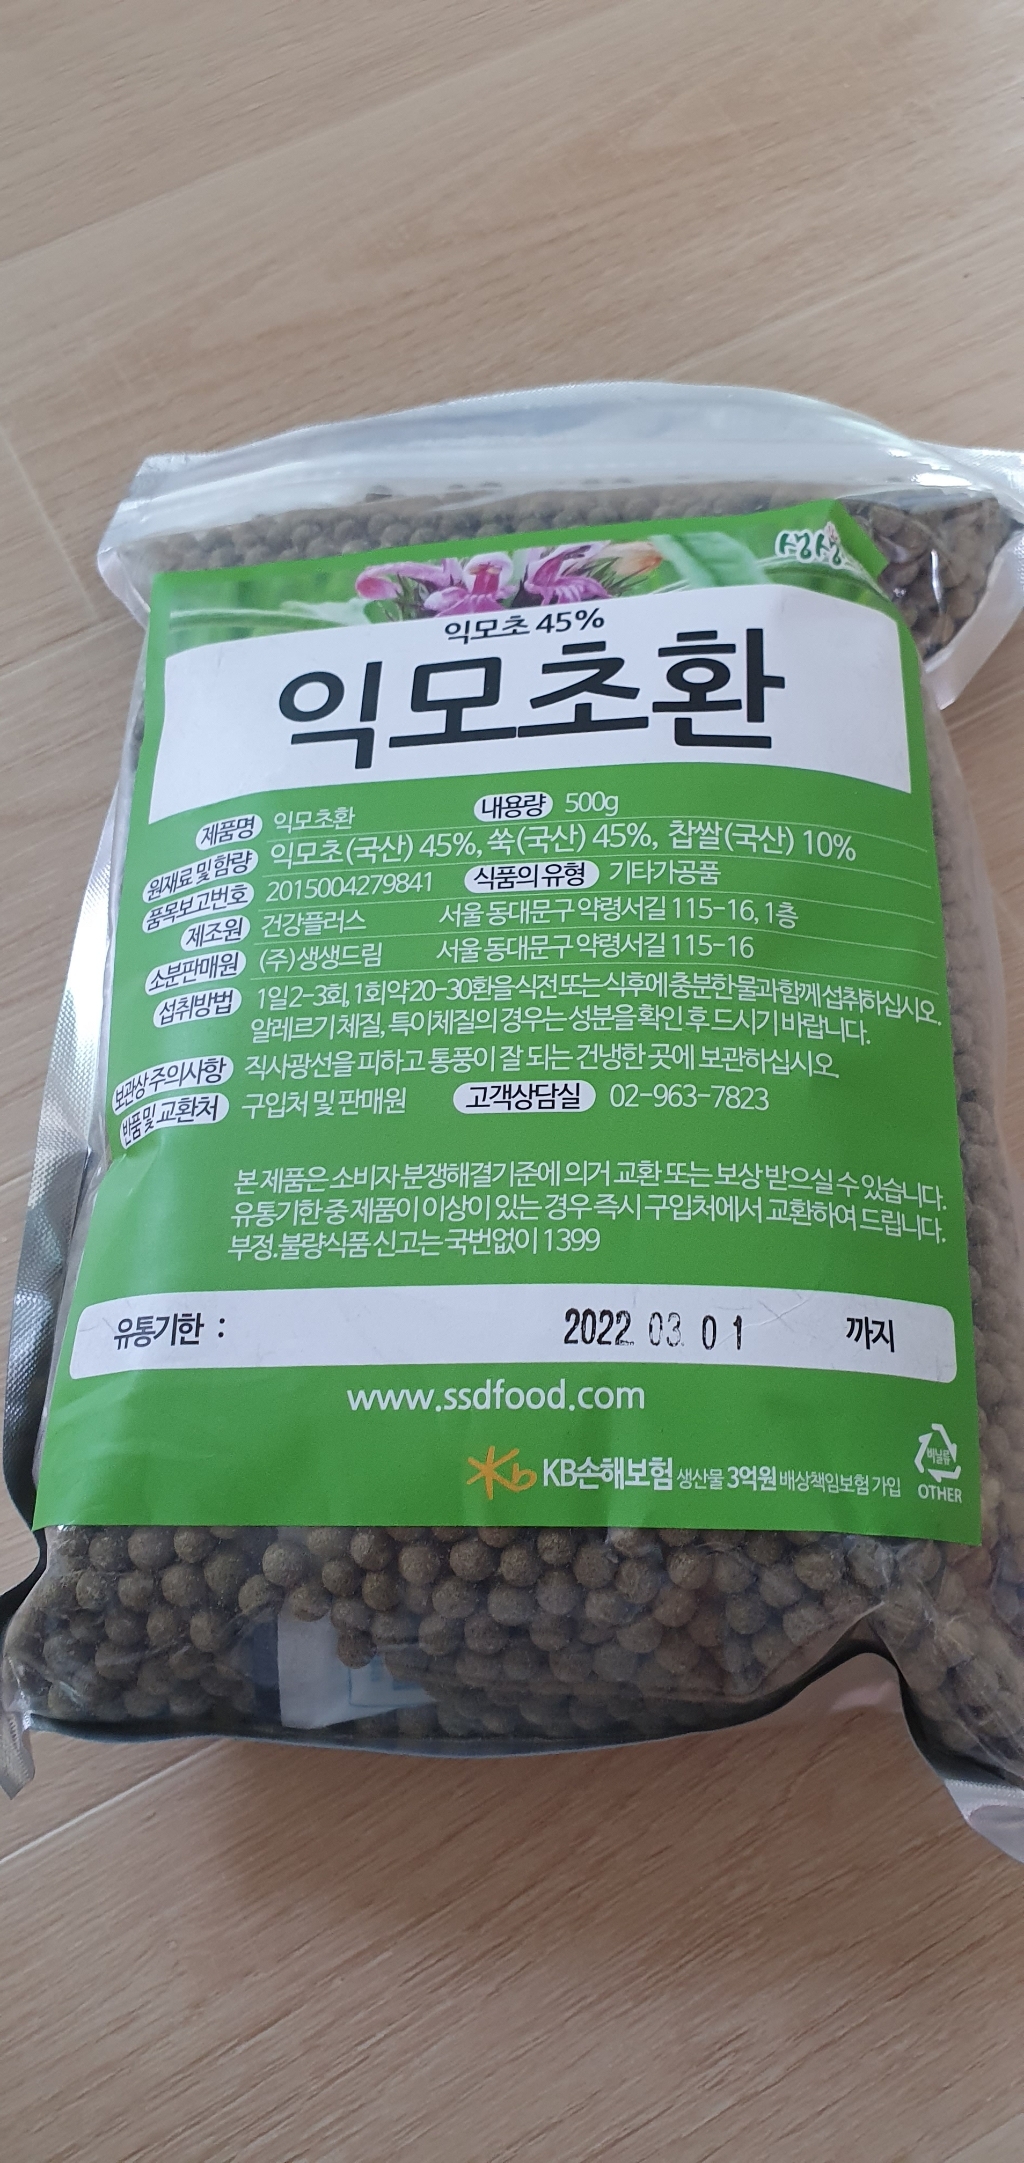 생생
익모초 45%
익모초환
제품명 익모초환 내용량 500g
원재료 및 함량 익모초(국산) 45%, 쑥(국산) 45%, 찹쌀(국산) 10%
품목보고번호 2015004279841 식품의 유형 기타가공품
제조원 건강플러스 서울 동대문구 약령서길 115-16, 1층
소분판매원 (주)생생드림 서울 동대문구 약령서길 115-16
섭취방법 1일 2-3회, 1회 약 20-30환을 식전 또는 식후에 충분한 물과 함께 섭취하십시오.
알레르기 체질, 특이체질의 경우는 성분을 확인 후 드시기 바랍니다.
보관상 주의사항 직사광선을 피하고 통풍이 잘 되는 건냉한 곳에 보관하십시오.
반품 및 교환처 구입처 및 판매원 고객상담실 02-963-7823
본 제품은 소비자 분쟁해결기준에 의거 교환 또는 보상 받으실 수 있습니다.
유통기한 중 제품이 이상이 있는 경우 즉시 구입처에서 교환하여 드립니다.
부정.불량식품 신고는 국번없이 1399
유통기한 : 2022 03 01 까지
www.ssdfood.com
Kb KB손해보험 생산물 3억원 배상책임보험 가입
비닐류
OTHER